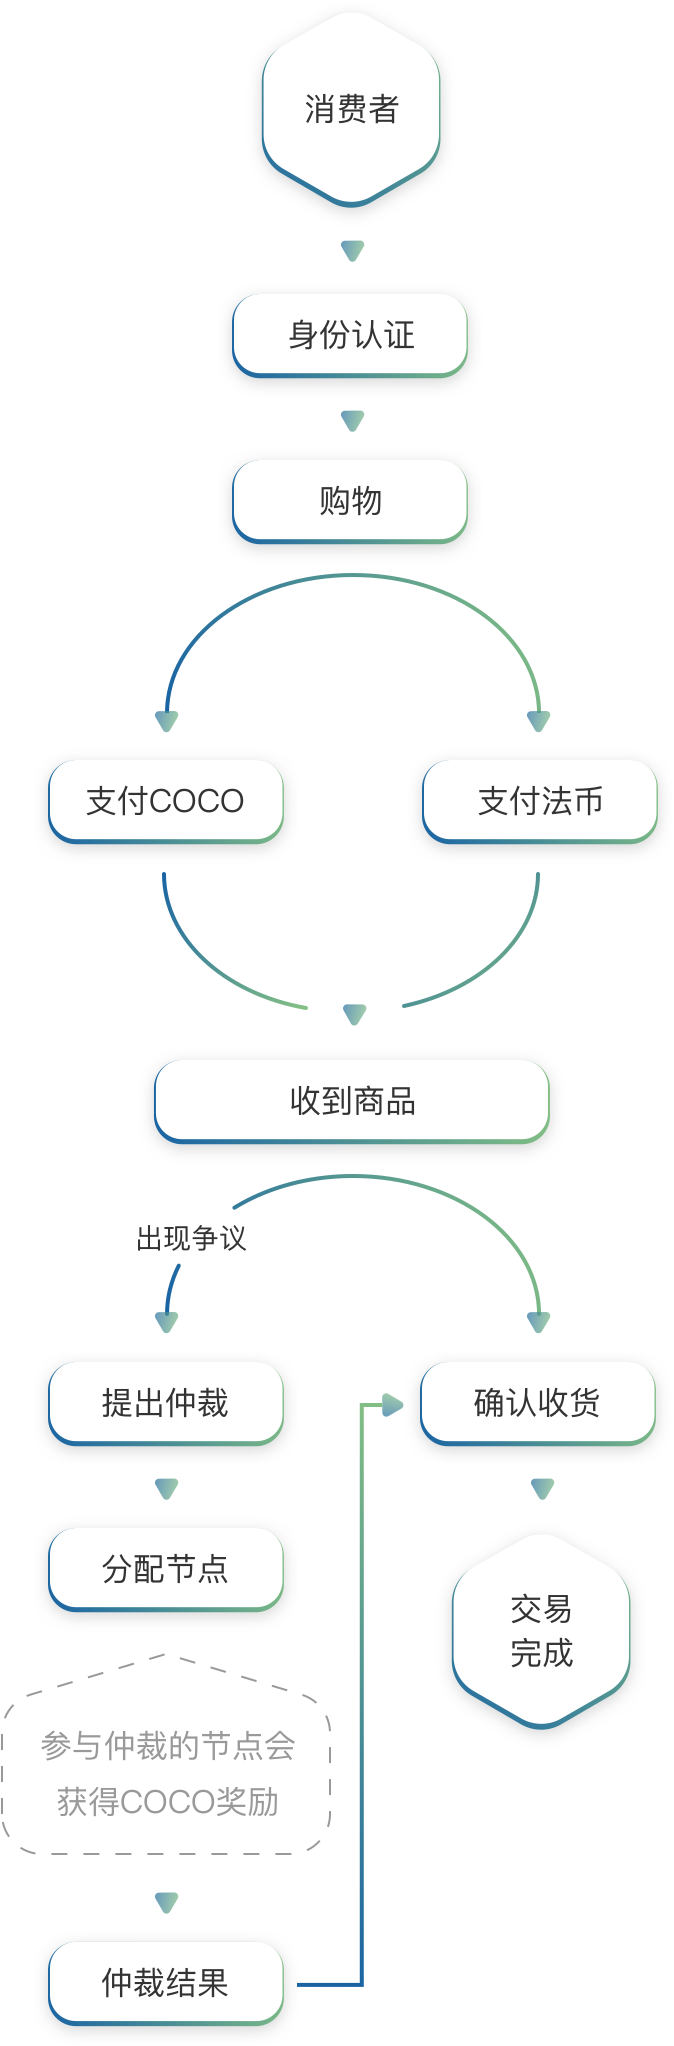 消费者
身份认证
购物
支付COCO
支付法币
收到商品
出现争议
提出仲裁
确认收货
分配节点
交易
完成
参与仲裁的节点会
获得COCO奖励
仲裁结果